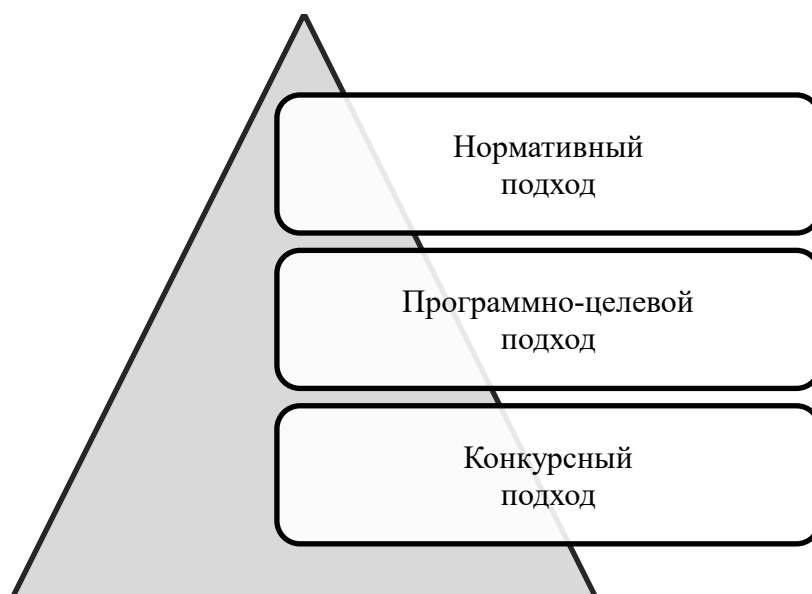 Нормативный
подход
Программно-целевой
подход
Конкурсный
подход